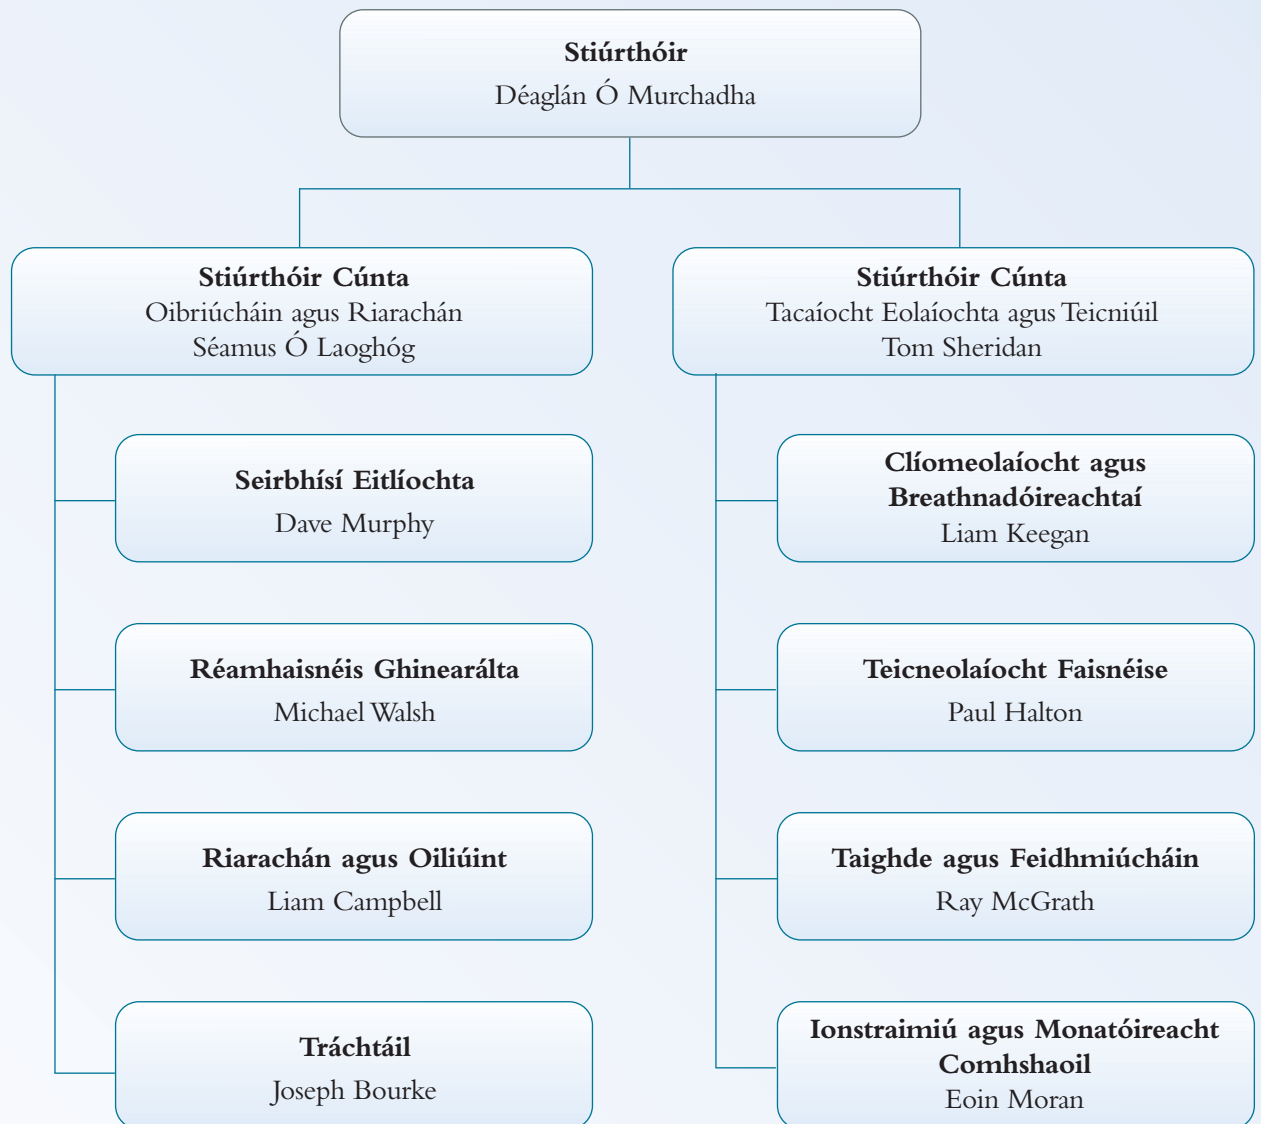 Stiúrthóir
Déaglán Ó Murchadha
Stiúrthóir Cúnta
Oibriúcháin agus Riarachán
Séamus Ó Laoghóg
Seirbhísí Eitlíochta
Dave Murphy
Réamhaisnéis Ghinearálta
Michael Walsh
Riarachán agus Oiliúint
Liam Campbell
Tráchtáil
Joseph Bourke
Stiúrthóir Cúnta
Tacaíocht Eolaíochta agus Teicniúil
Tom Sheridan
Clíomeolaíocht agus
Breathnadóireachtaí
Liam Keegan
Teicneolaíocht Faisnéise
Paul Halton
Taighde agus Feidhmiúcháin
Ray McGrath
Ionstraimiú agus Monatóireacht
Comhshaoil
Eoin Moran